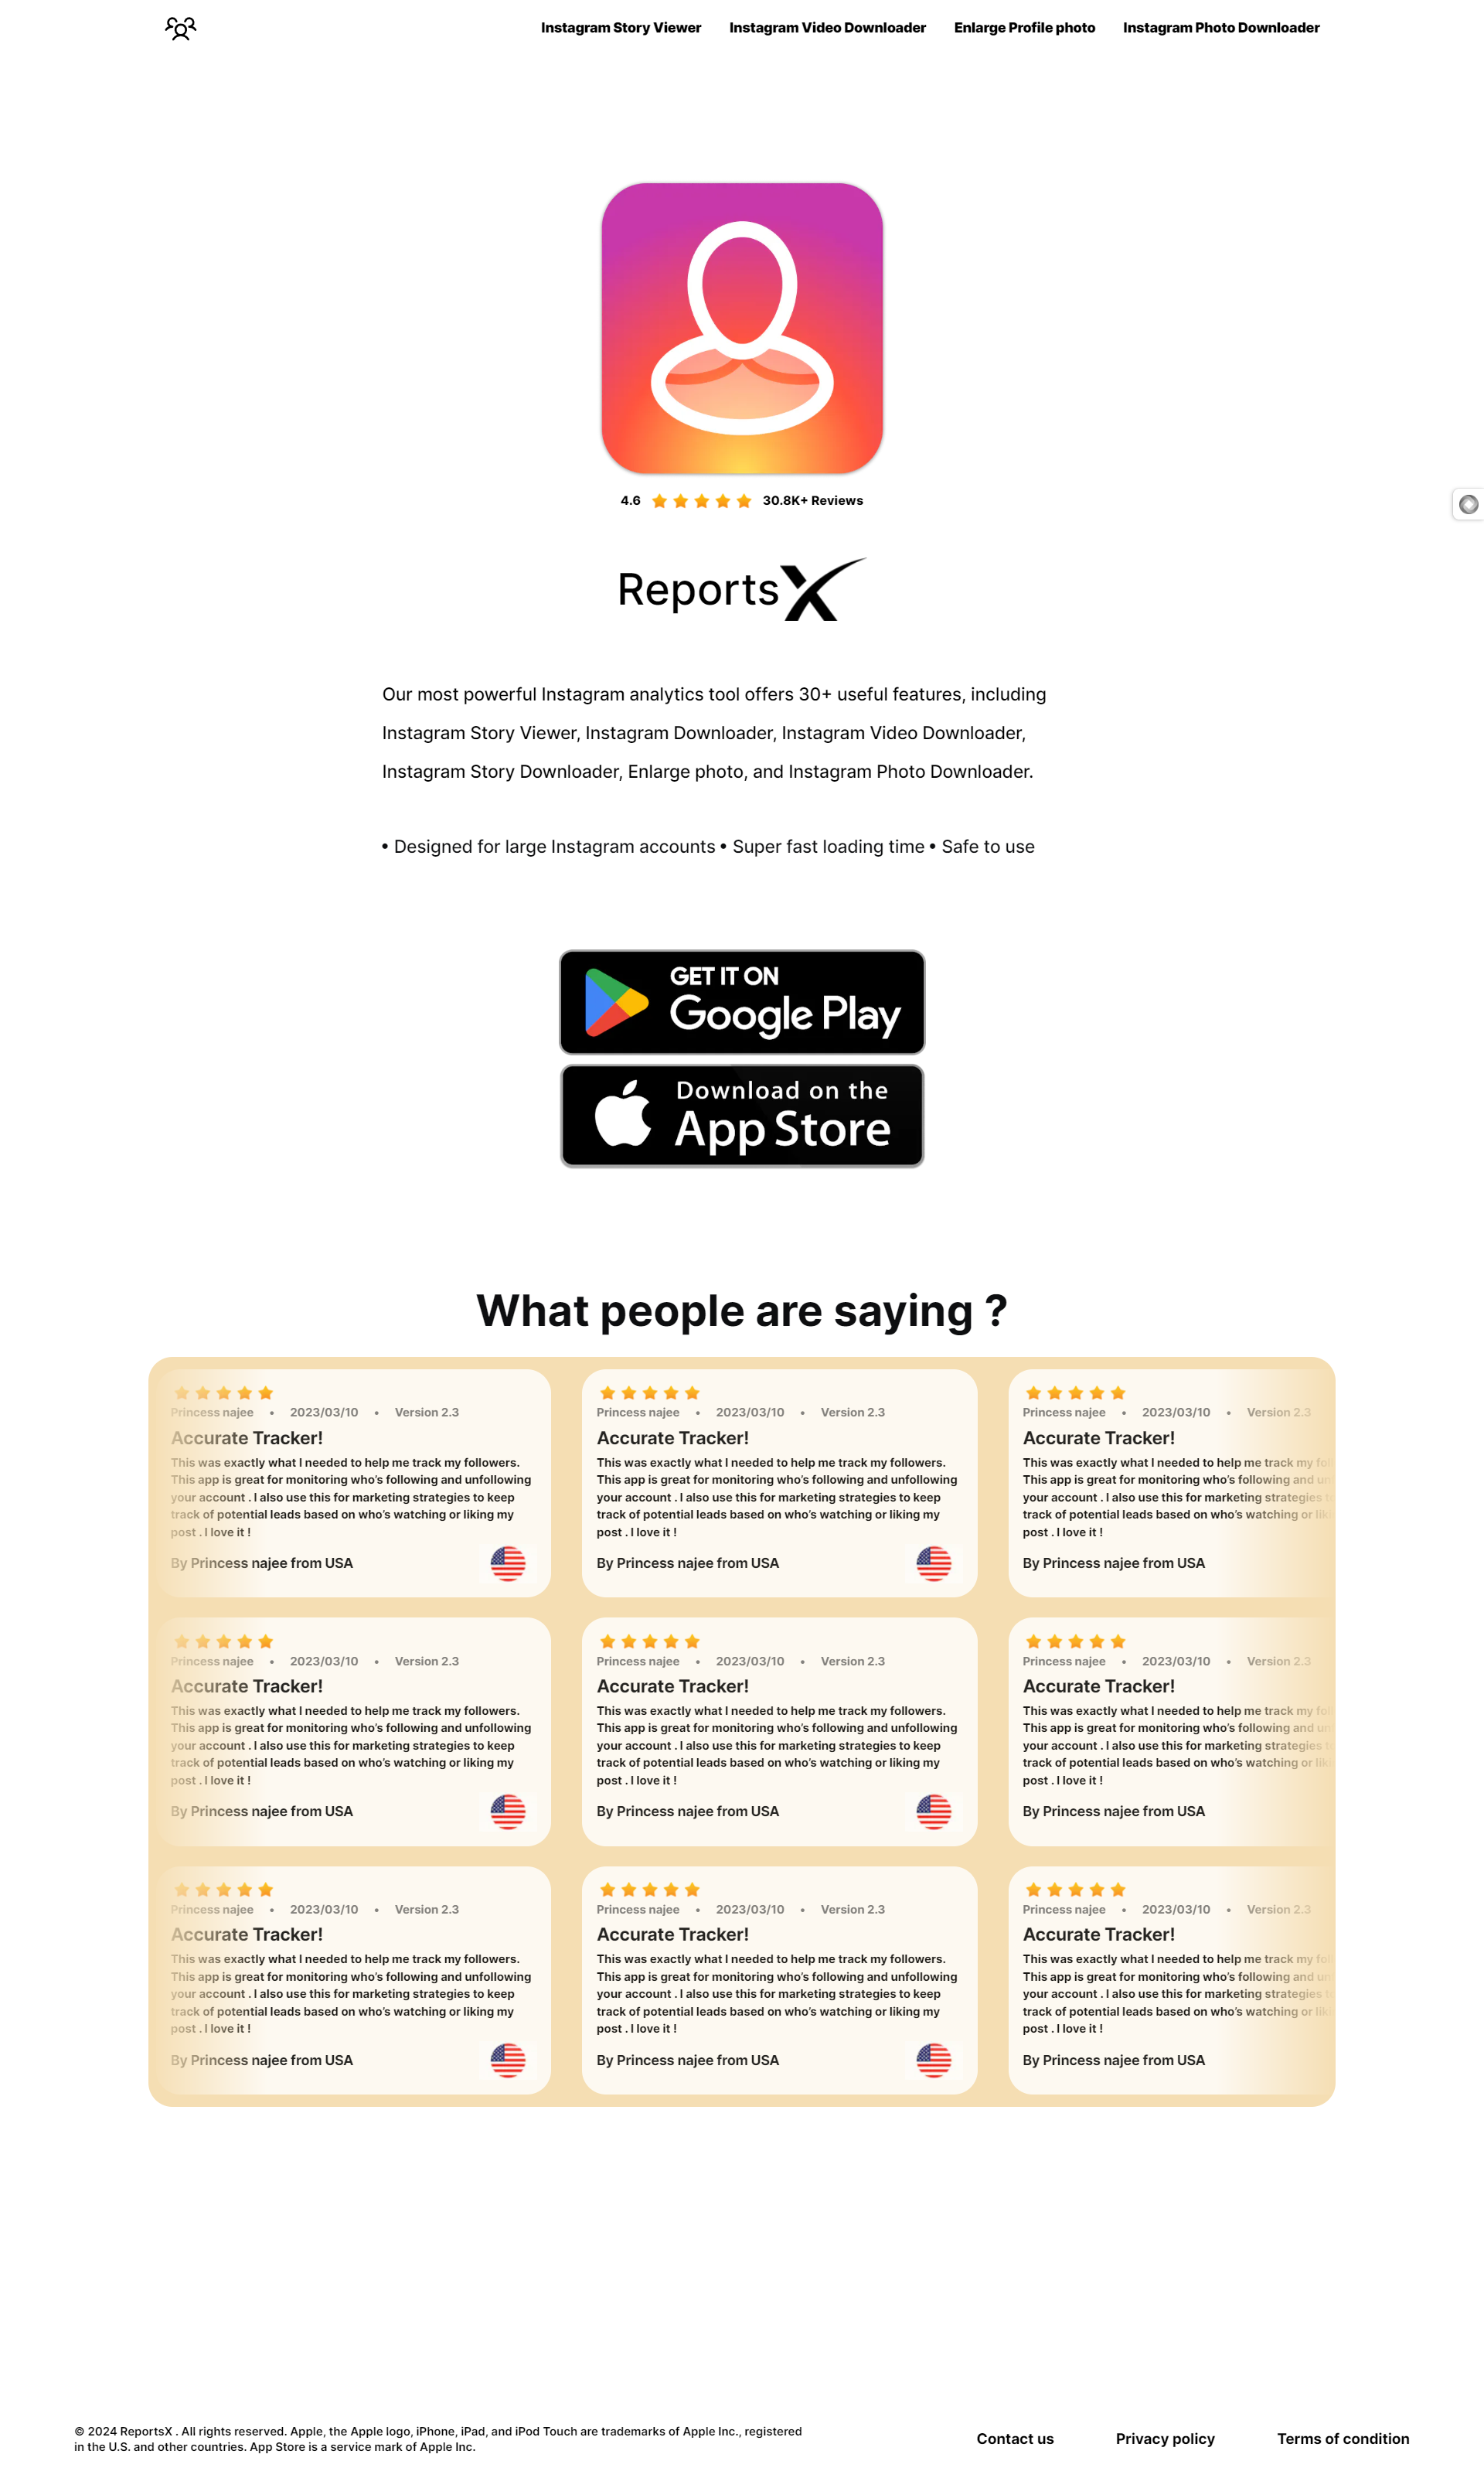 Instagram Story Viewer Instagram Video Downloader Enlarge Profile photo Instagram Photo Downloader
4.6 30.8K+ Reviews
ReportsX
Our most powerful Instagram analytics tool offers 30+ useful features, including
Instagram Story Viewer, Instagram Downloader, Instagram Video Downloader,
Instagram Story Downloader, Enlarge photo, and Instagram Photo Downloader.
• Designed for large Instagram accounts • Super fast loading time • Safe to use
GET IT ON
Google Play
Download on the
App Store
What people are saying ?
Princess najee • 2023/03/10 • Version 2.3
Accurate Tracker!
This was exactly what I needed to help me track my followers.
This app is great for monitoring who's following and unfollowing
your account . I also use this for marketing strategies to keep
track of potential leads based on who's watching or liking my
post . I love it !
By Princess najee from USA
Princess najee • 2023/03/10 • Version 2.3
Accurate Tracker!
This was exactly what I needed to help me track my followers.
This app is great for monitoring who's following and unfollowing
your account . I also use this for marketing strategies to keep
track of potential leads based on who's watching or liking my
post . I love it !
By Princess najee from USA
Princess najee • 2023/03/10 • Version 2.3
Accurate Tracker!
This was exactly what I needed to help me track my
This app is great for monitoring who's following and
your account . I also use this for marketing strategies
track of potential leads based on who's watching or
post . I love it !
By Princess najee from USA
Princess najee • 2023/03/10 • Version 2.3
Accurate Tracker!
This was exactly what I needed to help me track my followers.
This app is great for monitoring who's following and unfollowing
your account . I also use this for marketing strategies to keep
track of potential leads based on who's watching or liking my
post . I love it !
By Princess najee from USA
Princess najee • 2023/03/10 • Version 2.3
Accurate Tracker!
This was exactly what I needed to help me track my followers.
This app is great for monitoring who's following and unfollowing
your account . I also use this for marketing strategies to keep
track of potential leads based on who's watching or liking my
post . I love it !
By Princess najee from USA
Princess najee • 2023/03/10 • Version 2.3
Accurate Tracker!
This was exactly what I needed to help me track my
This app is great for monitoring who's following and
your account . I also use this for marketing strategies
track of potential leads based on who's watching or
post . I love it !
By Princess najee from USA
Princess najee • 2023/03/10 • Version 2.3
Accurate Tracker!
This was exactly what I needed to help me track my followers.
This app is great for monitoring who's following and unfollowing
your account . I also use this for marketing strategies to keep
track of potential leads based on who's watching or liking my
post . I love it !
By Princess najee from USA
Princess najee • 2023/03/10 • Version 2.3
Accurate Tracker!
This was exactly what I needed to help me track my followers.
This app is great for monitoring who's following and unfollowing
your account . I also use this for marketing strategies to keep
track of potential leads based on who's watching or liking my
post . I love it !
By Princess najee from USA
Princess najee • 2023/03/10 • Version 2.3
Accurate Tracker!
This was exactly what I needed to help me track my
This app is great for monitoring who's following and
your account . I also use this for marketing strategies
track of potential leads based on who's watching or
post . I love it !
By Princess najee from USA
© 2024 ReportsX . All rights reserved. Apple, the Apple logo, iPhone, iPad, and iPod Touch are trademarks of Apple Inc., registered
in the U.S. and other countries. App Store is a service mark of Apple Inc.
Contact us Privacy policy Terms of condition